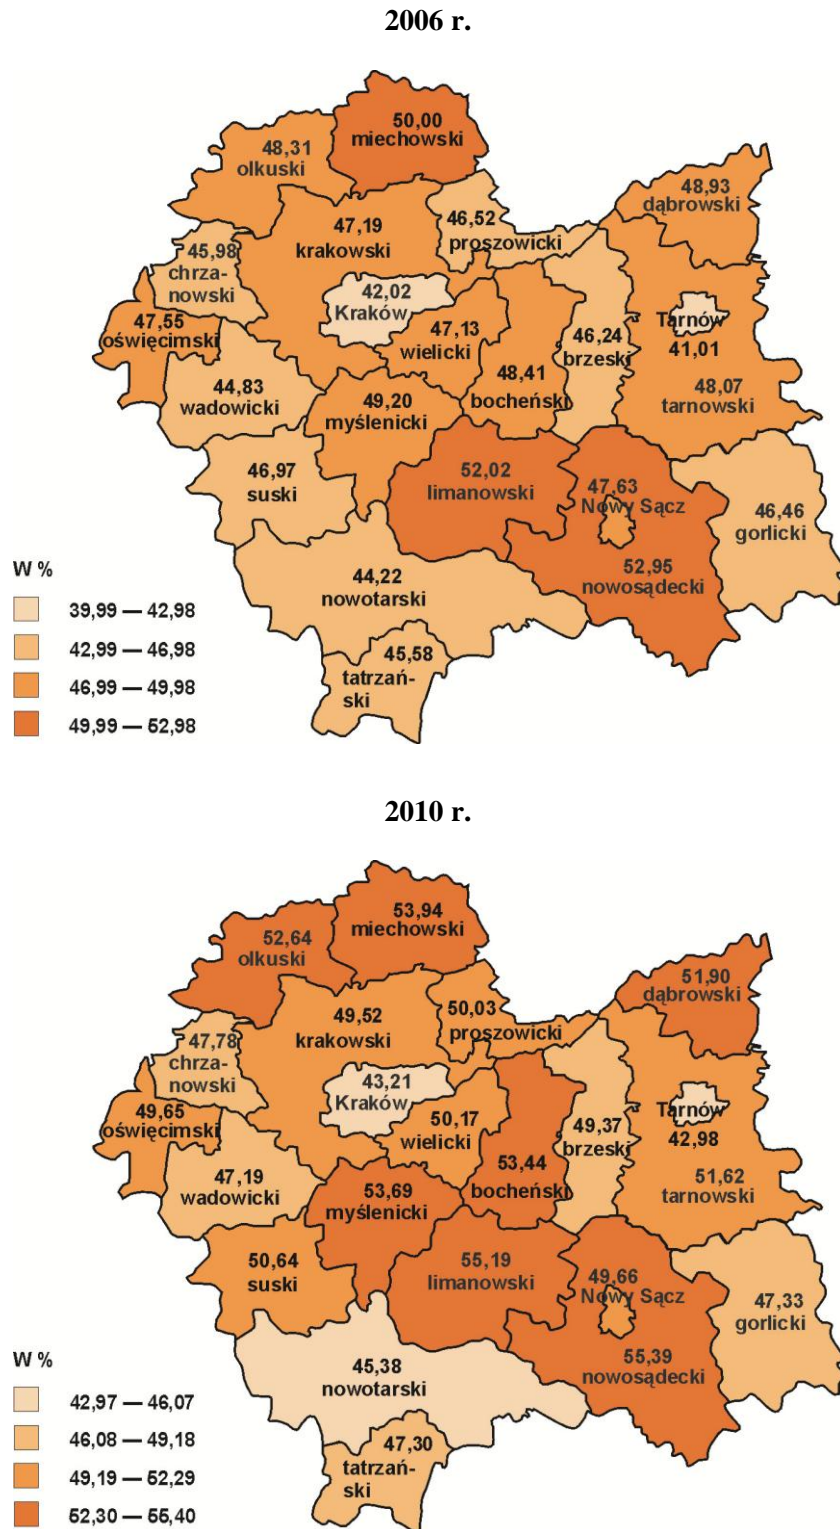 2006 r.
50,00
miechowski
48,31
olkuski
48,93
dąbrowski
46,52
proszowicki
47,19
krakowski
45,98
chrza-
nowski
42,02
Kraków
Tarnów
41,01
47,55
oświęcimski
47,13
wielicki
46,24
brzeski
48,41
bocheński
48,07
tarnowski
44,83
wadowicki
49,20
myślenicki
46,97
suski
52,02
limanowski
47,63
Nowy Sącz
46,46
gorlicki
52,95
nowosądecki
44,22
nowotarski
45,58
tatrzań-
ski
W %
39,99 — 42,98
42,99 — 46,98
46,99 — 49,98
49,99 — 52,98
2010 r.
53,94
miechowski
52,64
olkuski
51,90
dąbrowski
50,03
proszowicki
49,52
krakowski
47,78
chrza-
nowski
43,21
Kraków
Tarnów
42,98
49,65
oświęcimski
50,17
wielicki
49,37
brzeski
53,44
bocheński
51,62
tarnowski
47,19
wadowicki
53,69
myślenicki
50,64
suski
55,19
limanowski
49,66
Nowy Sącz
47,33
gorlicki
55,39
nowosądecki
45,38
nowotarski
47,30
tatrzań-
ski
W %
42,97 — 46,07
46,08 — 49,18
49,19 — 52,29
52,30 — 55,40